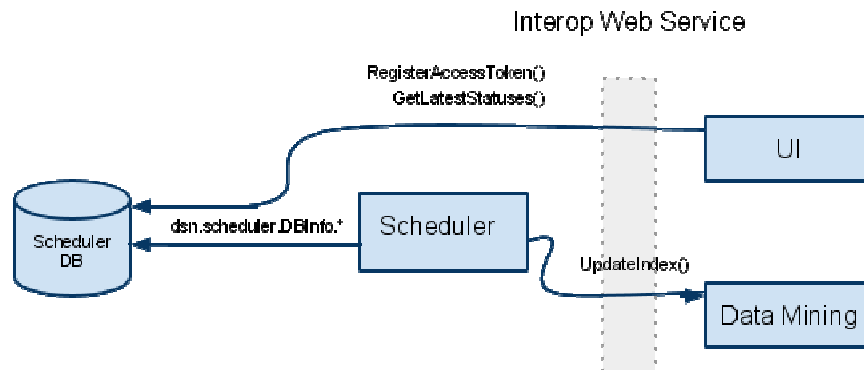 Interop Web Service
RegisterAccessToken()
GetLatestStatuses()
UI
Scheduler
DB
dsn.scheduler.DBInfo.*
Scheduler
UpdateIndex()
Data Mining